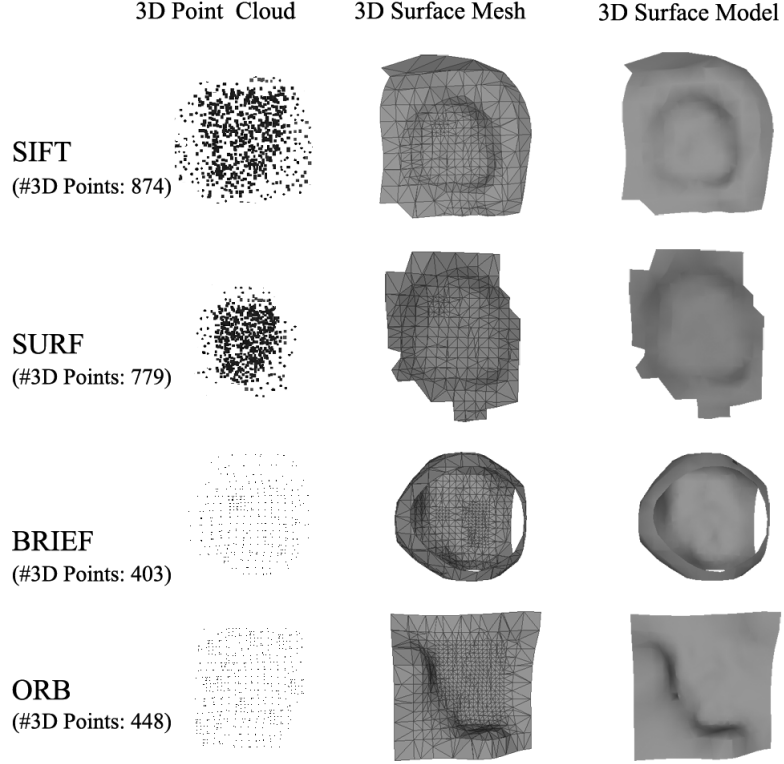 3D Point Cloud 3D Surface Mesh 3D Surface Model
SIFT
(#3D Points: 874)
SURF
(#3D Points: 779)
BRIEF
(#3D Points: 403)
ORB
(#3D Points: 448)